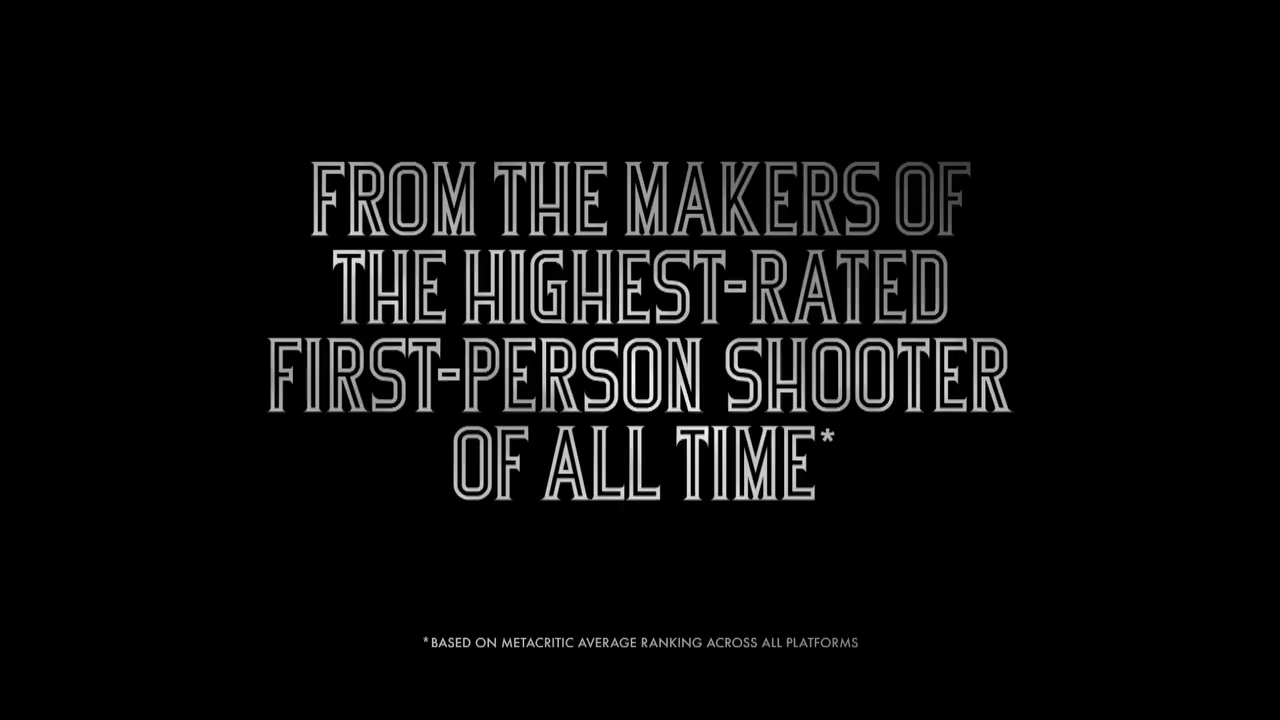 FROM THE MAKERS OF
THE HIGHEST-RATED
FIRST-PERSON SHOOTER
OF ALL TIME*
*BASED ON METACRITIC AVERAGE RANKING ACROSS ALL PLATFORMS